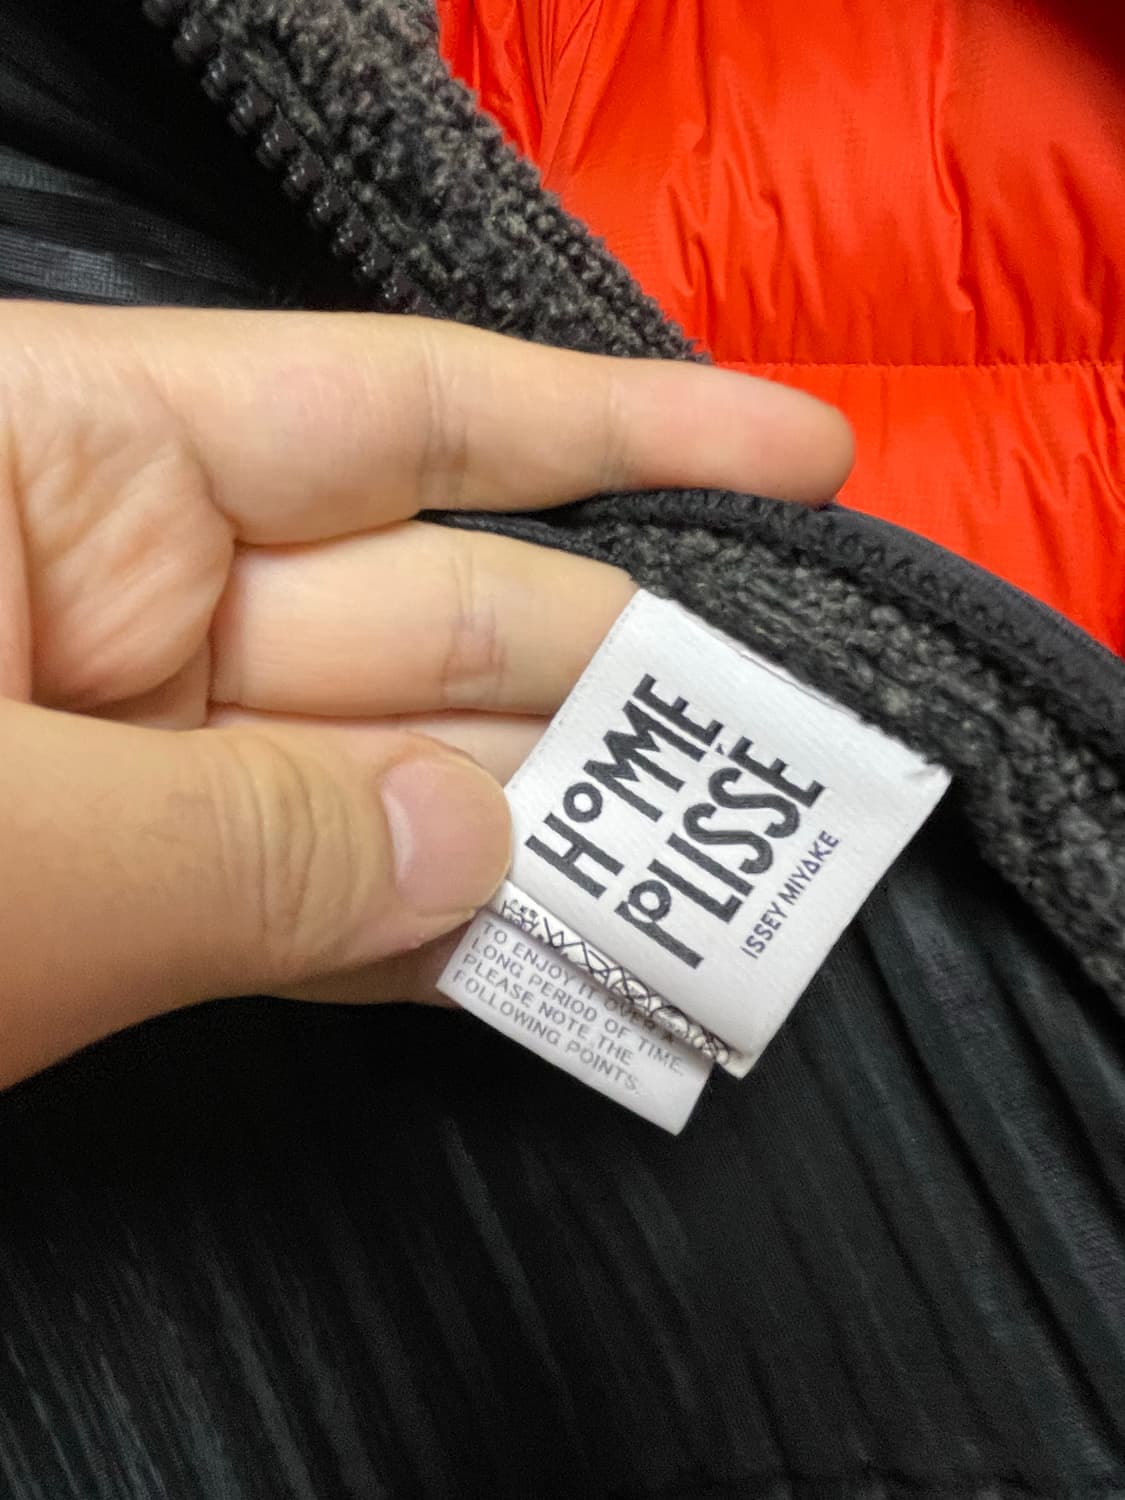 HOMME
PLISSÉ
ISSEY MIYAKE
TO ENJOY IT OVER A
LONG PERIOD OF TIME,
PLEASE NOTE THE
FOLLOWING POINTS.